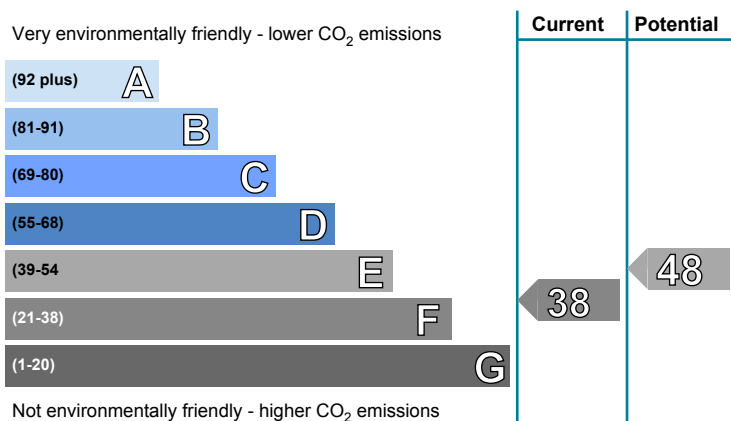 Very environmentally friendly - lower CO2 emissions
Current
Potential
(92 plus) A
(81-91) B
(69-80) C
(55-68) D
(39-54 E
(21-38) F
(1-20) G
48
38
Not environmentally friendly - higher CO2 emissions